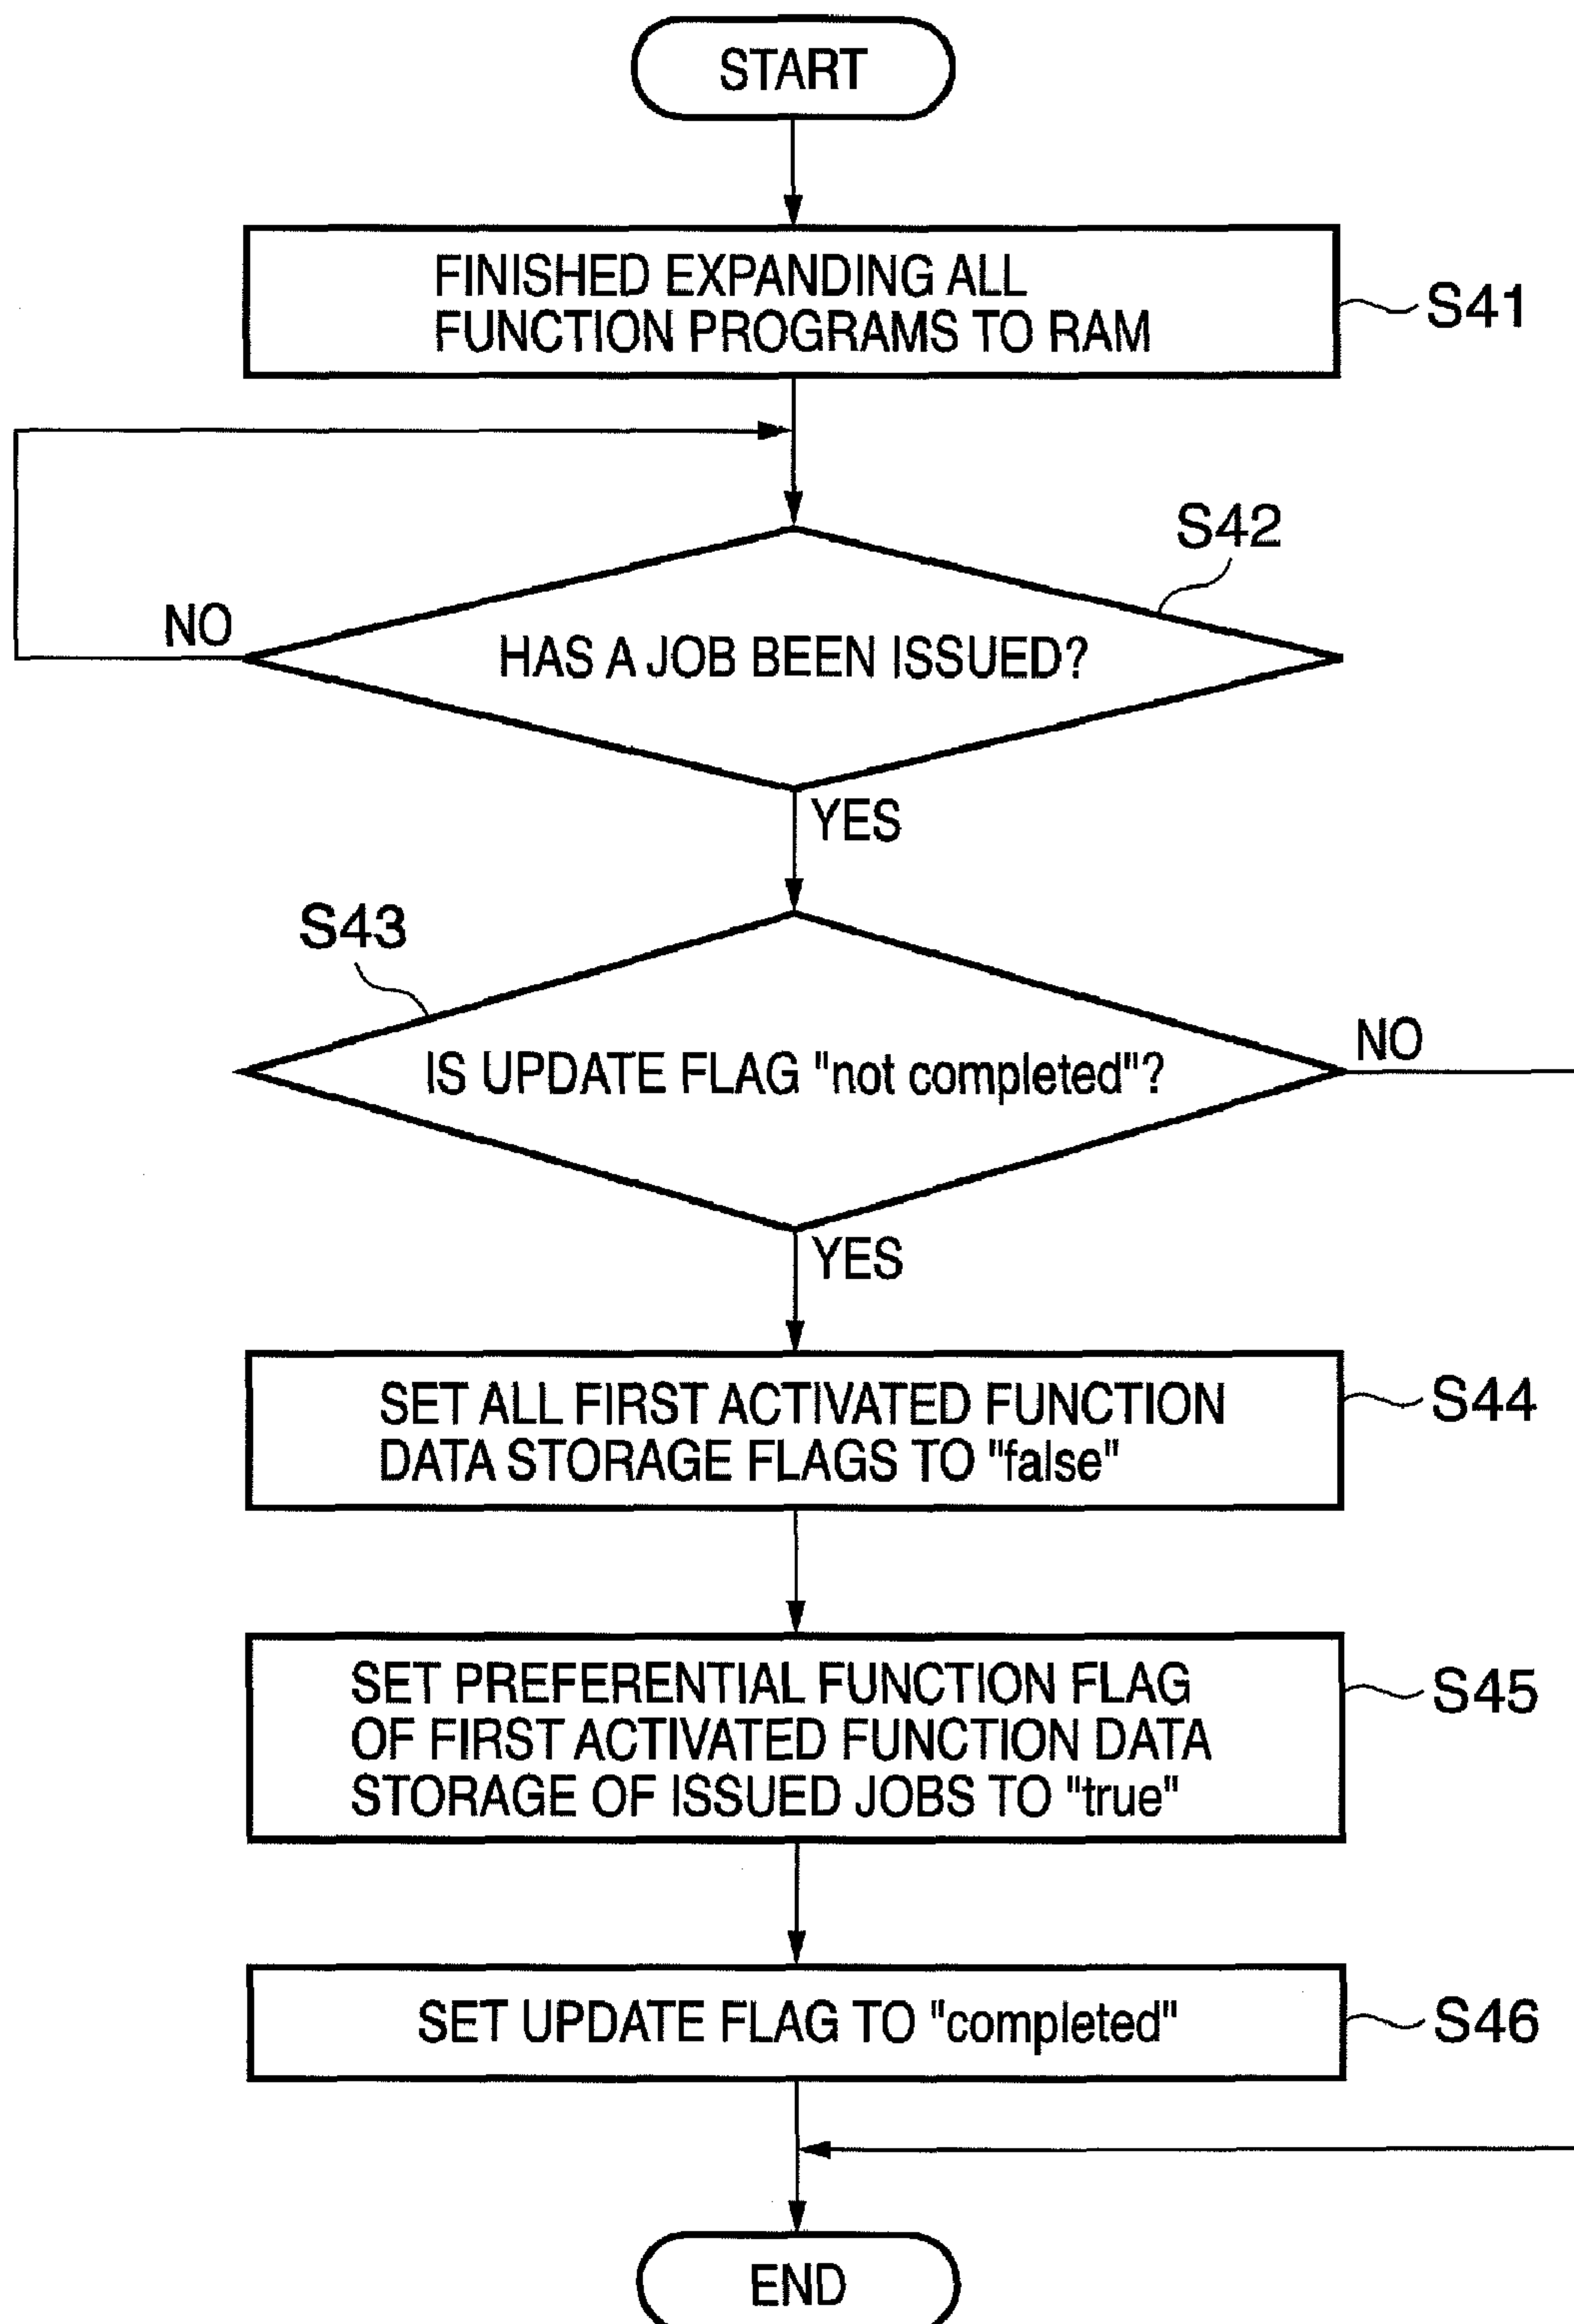 START
FINISHED EXPANDING ALL
FUNCTION PROGRAMS TO RAM
S41
S42
NO
HAS A JOB BEEN ISSUED?
YES
S43
NO
IS UPDATE FLAG "not completed"?
YES
SET ALL FIRST ACTIVATED FUNCTION
DATA STORAGE FLAGS TO "false"
S44
SET PREFERENTIAL FUNCTION FLAG
OF FIRST ACTIVATED FUNCTION DATA
STORAGE OF ISSUED JOBS TO "true"
S45
SET UPDATE FLAG TO "completed"
S46
END